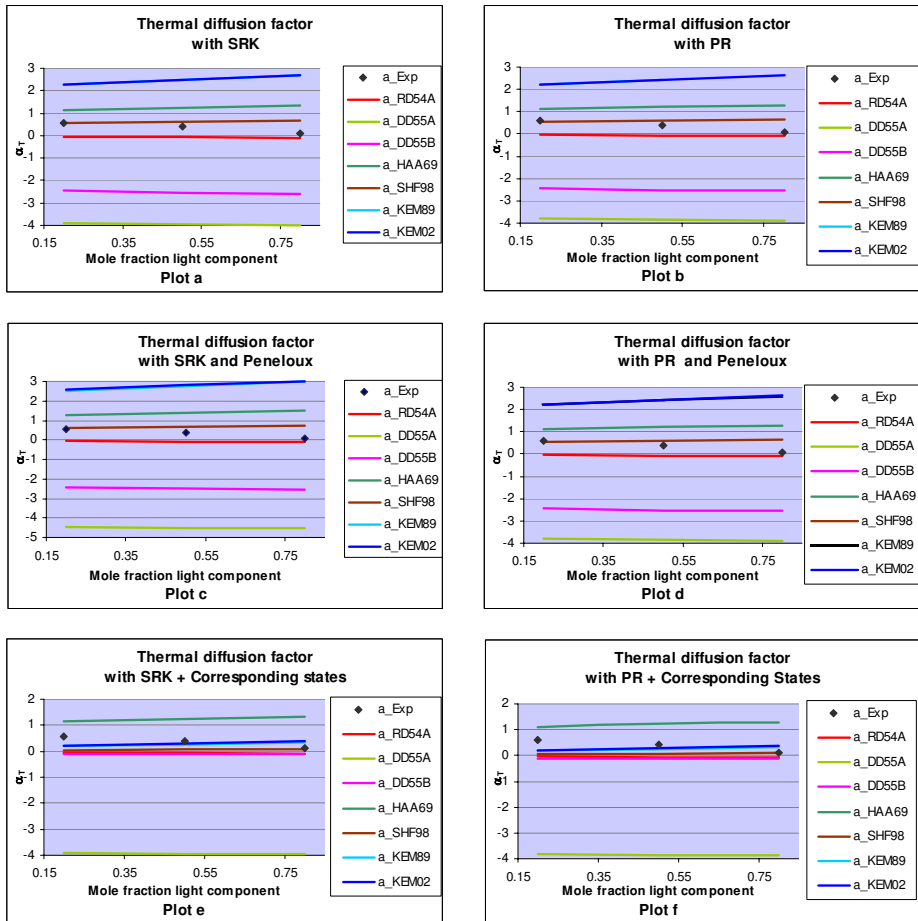 Thermal diffusion factor
with SRK
3
2
1
0
-1
-2
-3
-4
αT
0.15 0.35 0.55 0.75
Mole fraction light component
Plot a
a_Exp
a_RD54A
a_DD55A
a_DD55B
a_HAA69
a_SHF98
a_KEM89
a_KEM02
Thermal diffusion factor
with PR
3
2
1
0
-1
-2
-3
-4
αT
0.15 0.35 0.55 0.75
Mole fraction light component
Plot b
a_Exp
a_RD54A
a_DD55A
a_DD55B
a_HAA69
a_SHF98
a_KEM89
a_KEM02
Thermal diffusion factor
with SRK and Peneloux
3
2
1
0
-1
-2
-3
-4
-5
αT
0.15 0.35 0.55 0.75
Mole fraction light component
Plot c
a_Exp
a_RD54A
a_DD55A
a_DD55B
a_HAA69
a_SHF98
a_KEM89
a_KEM02
Thermal diffusion factor
with PR and Peneloux
3
2
1
0
-1
-2
-3
-4
αT
0.15 0.35 0.55 0.75
Mole fraction light component
Plot d
a_Exp
a_RD54A
a_DD55A
a_DD55B
a_HAA69
a_SHF98
a_KEM89
a_KEM02
Thermal diffusion factor
with SRK + Corresponding states
2
1
0
-1
-2
-3
-4
αT
0.15 0.35 0.55 0.75
Mole fraction light component
Plot e
a_Exp
a_RD54A
a_DD55A
a_DD55B
a_HAA69
a_SHF98
a_KEM89
a_KEM02
Thermal diffusion factor
with PR + Corresponding States
2
1
0
-1
-2
-3
-4
αT
0.15 0.35 0.55 0.75
Mole fraction light component
Plot f
a_Exp
a_RD54A
a_DD55A
a_DD55B
a_HAA69
a_SHF98
a_KEM89
a_KEM02